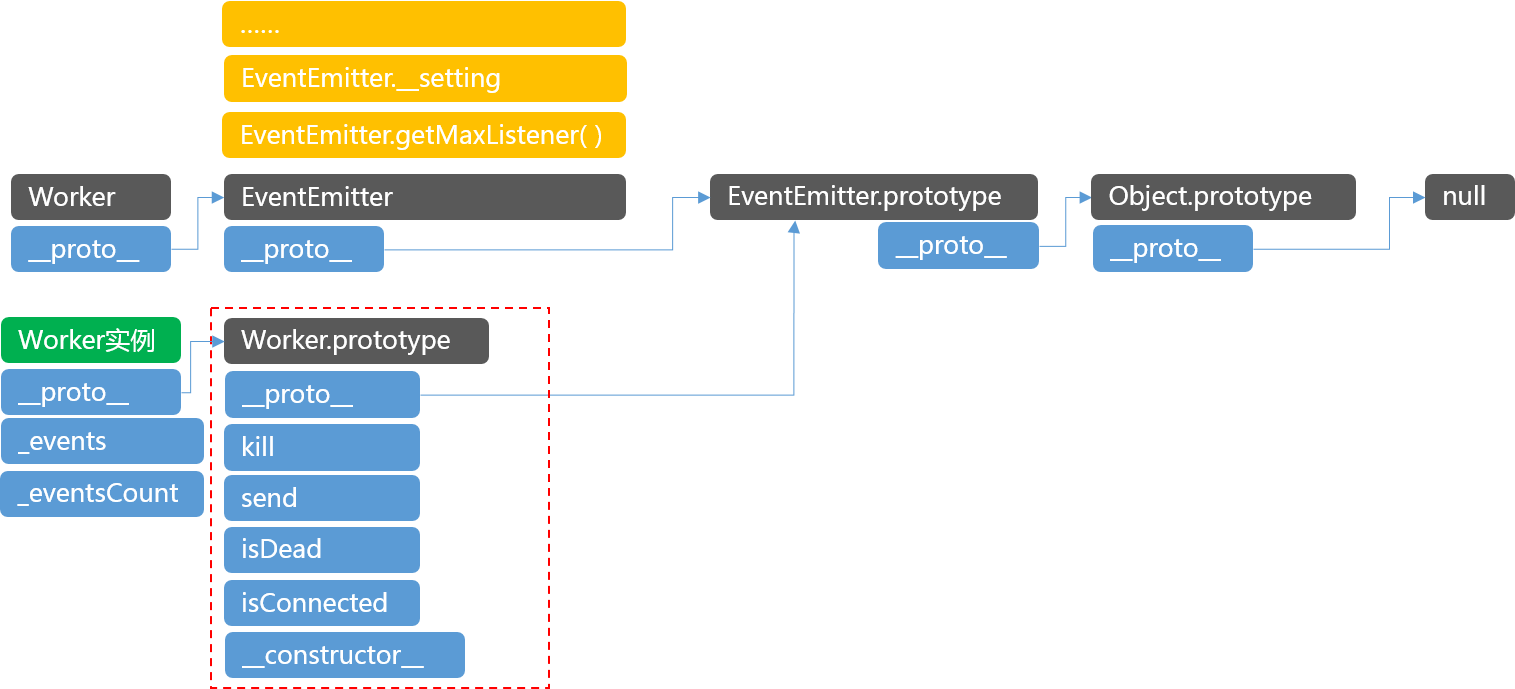 ......
EventEmitter.__setting
EventEmitter.getMaxListener( )
Worker
EventEmitter
EventEmitter.prototype
Object.prototype
null
__proto__
__proto__
__proto__
__proto__
Worker实例
Worker.prototype
__proto__
__proto__
_events
kill
_eventsCount
send
isDead
isConnected
__constructor__